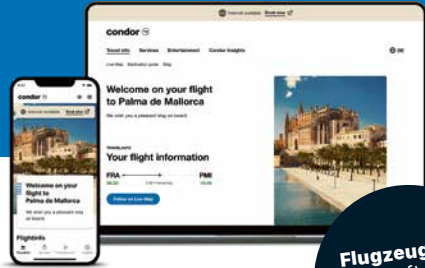 Internet available Book now
condor
Travel info Services Entertainment Condor Insights
DE
Live Map Destination guide Blog
Welcome on your flight
to Palma de Mallorca
We wish you a pleasant stay on board.
TRAVELINFO
Your flight information
FRA PMI
Follow on Live-Map
condor
Internet available Book now
Welcome on your
flight to
Palma de Mallorca
We wish you a pleasant stay
on board.
Flightinfo
Flugzeug